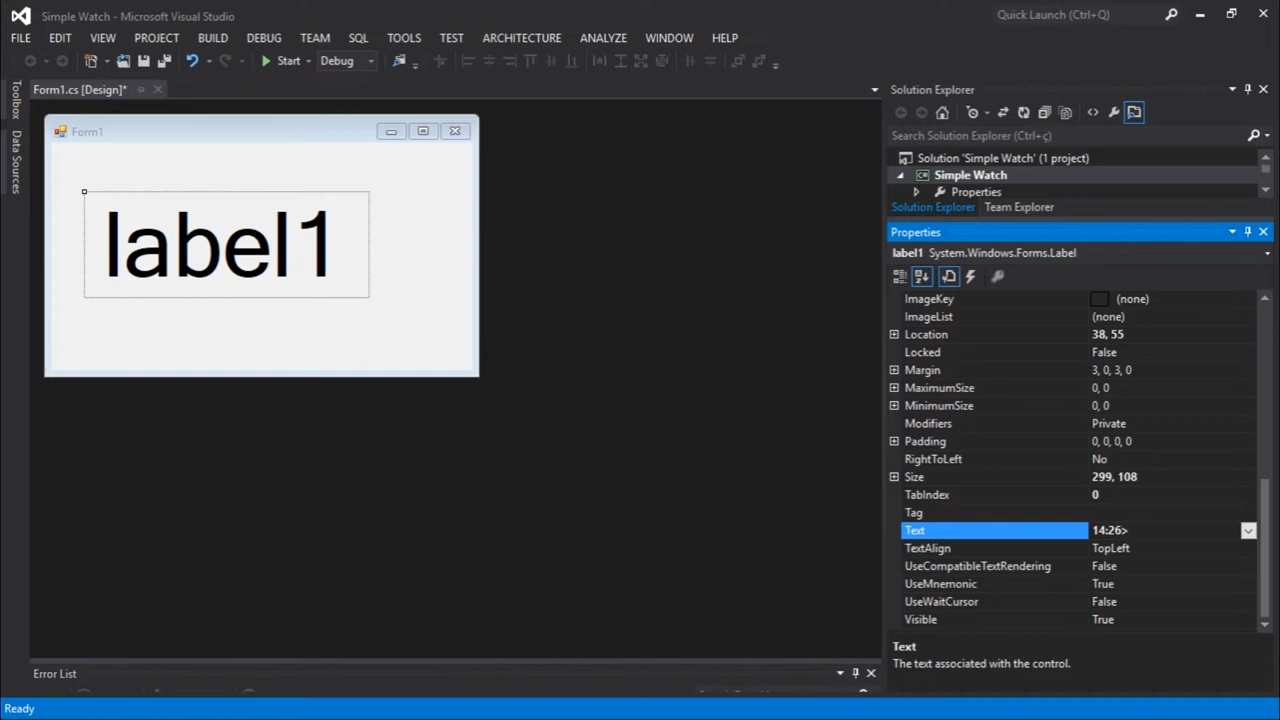 Simple Watch - Microsoft Visual Studio
Quick Launch (Ctrl+Q)
FILE EDIT VIEW PROJECT BUILD DEBUG TEAM SQL TOOLS TEST ARCHITECTURE ANALYZE WINDOW HELP
Start Debug
Toolbox
Data Sources
Form1.cs [Design]*
Form1
label1
Solution Explorer
Search Solution Explorer (Ctrl+ç)
Solution 'Simple Watch' (1 project)
C# Simple Watch
Properties
Solution Explorer Team Explorer
Properties
label1 System.Windows.Forms.Label
ImageKey (none)
ImageList (none)
Location 38, 55
Locked False
Margin 3, 0, 3, 0
MaximumSize 0, 0
MinimumSize 0, 0
Modifiers Private
Padding 0, 0, 0, 0
RightToLeft No
Size 299, 108
TabIndex 0
Tag
Text 14:26>
TextAlign TopLeft
UseCompatibleTextRendering False
UseMnemonic True
UseWaitCursor False
Visible True
Text
The text associated with the control.
Error List
Ready